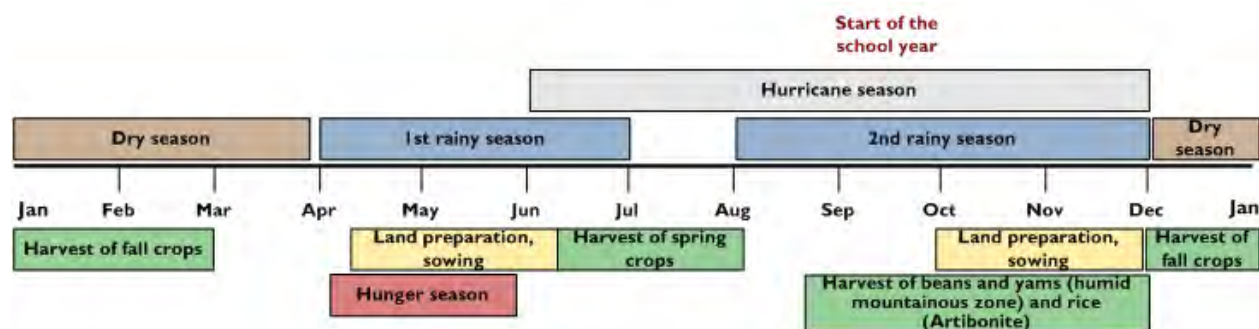 Start of the
school year
Hurricane season
Dry season
1st rainy season
2nd rainy season
Dry
season
Jan
Feb
Mar
Apr
May
Jun
Jul
Aug
Sep
Oct
Nov
Dec
Jan
Harvest of fall crops
Land preparation,
sowing
Harvest of spring
crops
Land preparation,
sowing
Harvest of
fall crops
Hunger season
Harvest of beans and yams (humid
mountainous zone) and rice
(Artibonite)